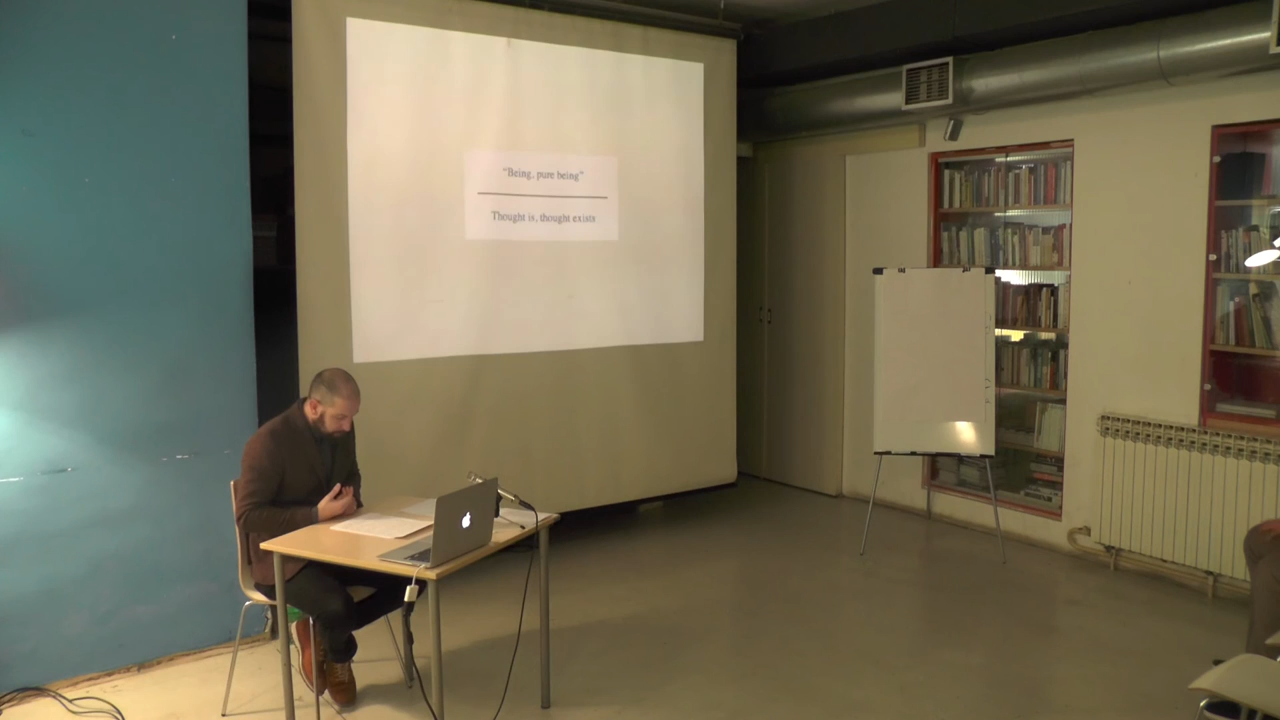 “Being, pure being”
Thought is, thought exists